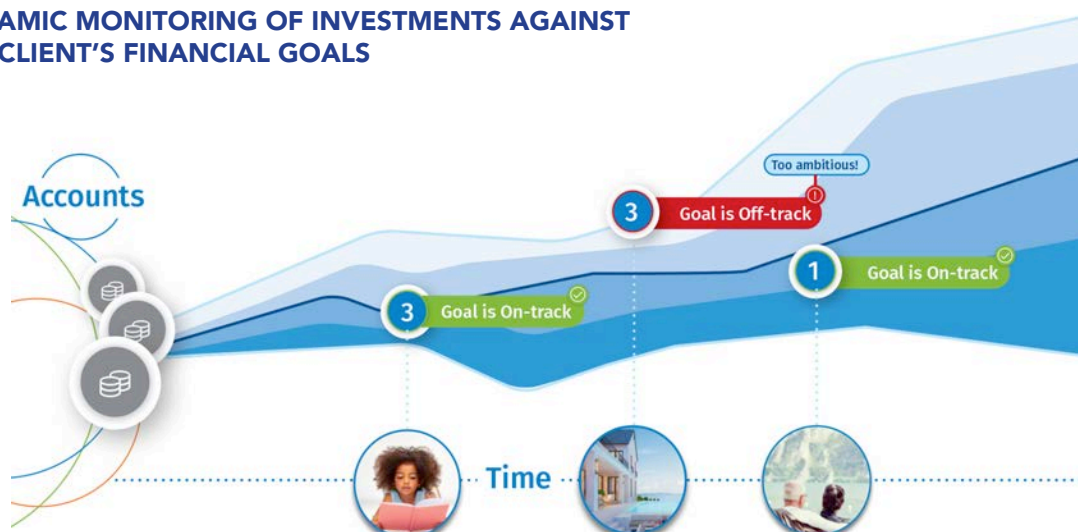 AMIC MONITORING OF INVESTMENTS AGAINST
CLIENT'S FINANCIAL GOALS
Too ambitious!
Accounts
3 Goal is Off-track
1 Goal is On-track
3 Goal is On-track
Time